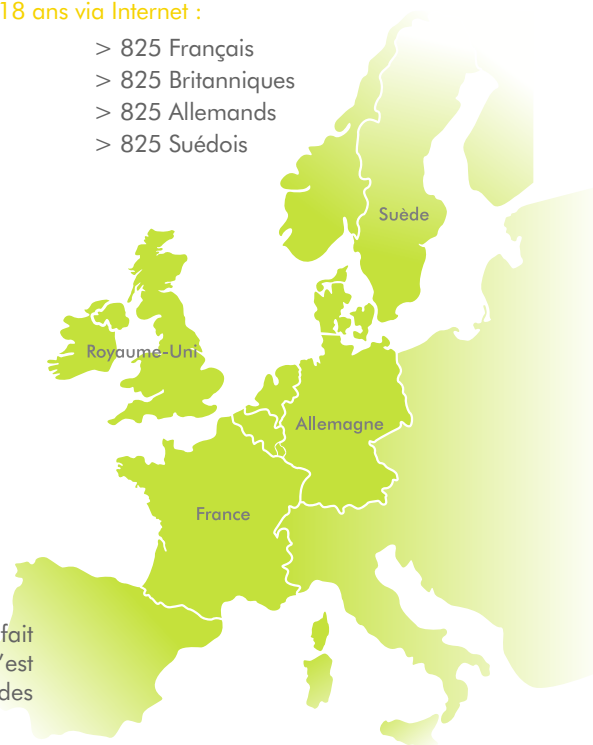 18 ans via Internet :
> 825 Français
> 825 Britanniques
> 825 Allemands
> 825 Suédois
Suède
Royaume-Uni
Allemagne
France
fait
'est
des